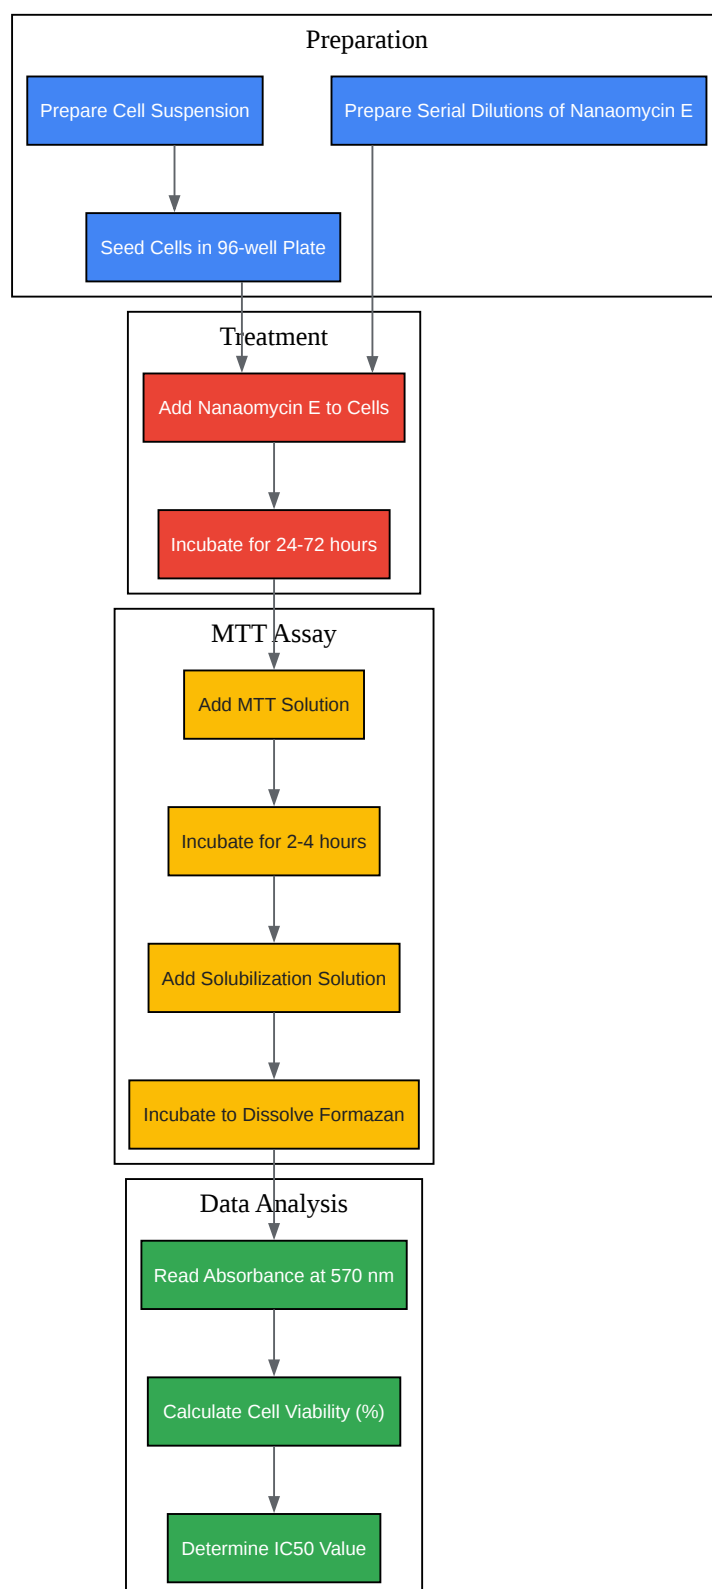 Preparation
Prepare Cell Suspension
Prepare Serial Dilutions of Nanaomycin E
Seed Cells in 96-well Plate
Treatment
Add Nanaomycin E to Cells
Incubate for 24-72 hours
MTT Assay
Add MTT Solution
Incubate for 2-4 hours
Add Solubilization Solution
Incubate to Dissolve Formazan
Data Analysis
Read Absorbance at 570 nm
Calculate Cell Viability (%)
Determine IC50 Value